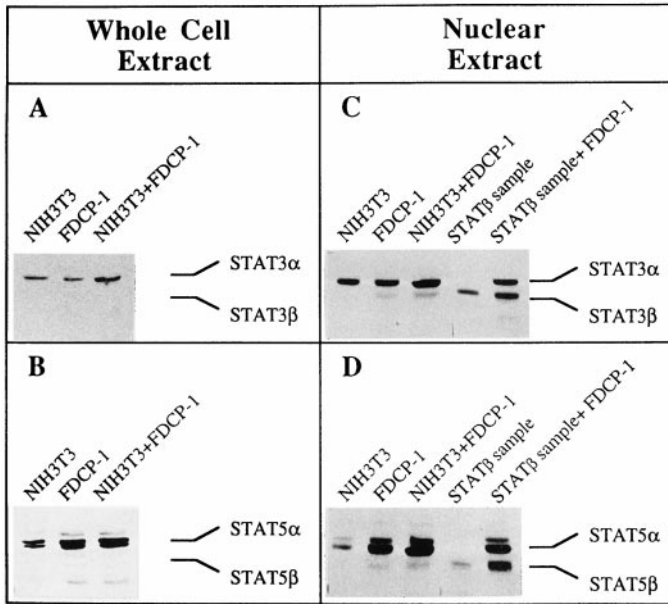 Whole Cell
Extract
Nuclear
Extract
A
NIH3T3
FDCP-1
NIH3T3+FDCP-1
STAT3α
STAT3β
C
NIH3T3
FDCP-1
NIH3T3+FDCP-1
STATβ sample
STATβ sample+ FDCP-1
STAT3α
STAT3β
B
NIH3T3
FDCP-1
NIH3T3+FDCP-1
STAT5α
STAT5β
D
NIH3T3
FDCP-1
NIH3T3+FDCP-1
STATβ sample
STATβ sample+ FDCP-1
STAT5α
STAT5β